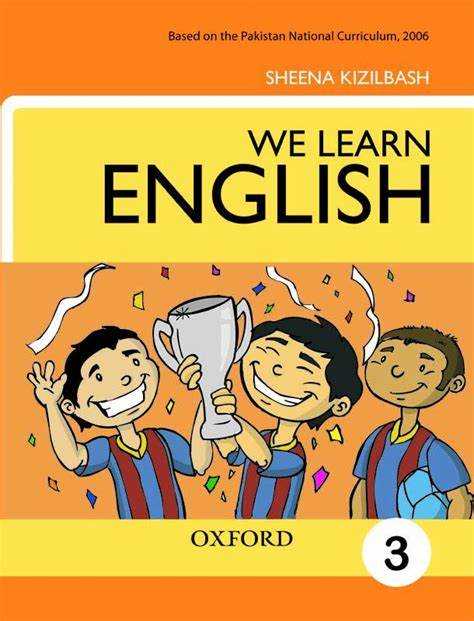 Based on the Pakistan National Curriculum, 2006
SHEENA KIZILBASH
WE LEARN
ENGLISH
OXFORD
3